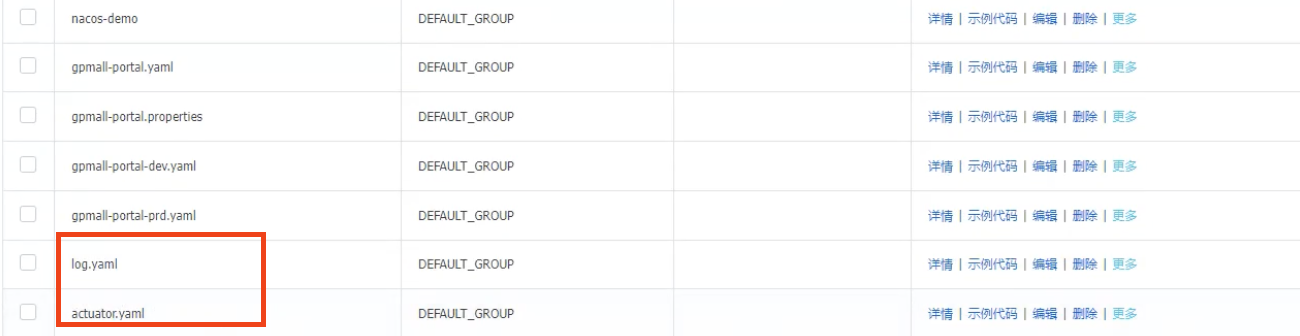 nacos-demo DEFAULT_GROUP 详情 | 示例代码 | 编辑 | 删除 | 更多
gpmall-portal.yaml DEFAULT_GROUP 详情 | 示例代码 | 编辑 | 删除 | 更多
gpmall-portal.properties DEFAULT_GROUP 详情 | 示例代码 | 编辑 | 删除 | 更多
gpmall-portal-dev.yaml DEFAULT_GROUP 详情 | 示例代码 | 编辑 | 删除 | 更多
gpmall-portal-prd.yaml DEFAULT_GROUP 详情 | 示例代码 | 编辑 | 删除 | 更多
log.yaml DEFAULT_GROUP 详情 | 示例代码 | 编辑 | 删除 | 更多
actuator.yaml DEFAULT_GROUP 详情 | 示例代码 | 编辑 | 删除 | 更多